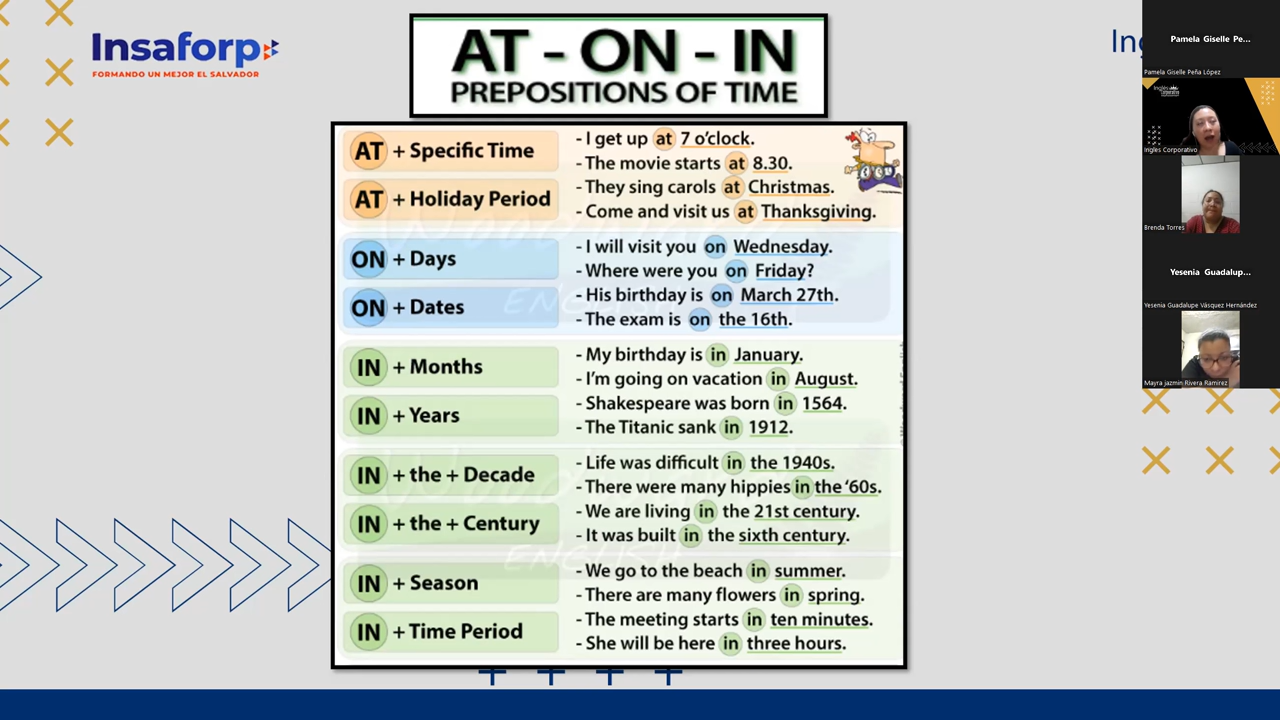 Insaforp
FORMANDO UN MEJOR EL SALVADOR
AT - ON - IN
PREPOSITIONS OF TIME
AT + Specific Time
- I get up at 7 o'clock.
- The movie starts at 8.30.
AT + Holiday Period
- They sing carols at Christmas.
- Come and visit us at Thanksgiving.
ON + Days
- I will visit you on Wednesday.
- Where were you on Friday?
ON + Dates
- His birthday is on March 27th.
- The exam is on the 16th.
IN + Months
- My birthday is in January.
- I'm going on vacation in August.
IN + Years
- Shakespeare was born in 1564.
- The Titanic sank in 1912.
IN + the + Decade
- Life was difficult in the 1940s.
- There were many hippies in the '60s.
IN + the + Century
- We are living in the 21st century.
- It was built in the sixth century.
IN + Season
- We go to the beach in summer.
- There are many flowers in spring.
IN + Time Period
- The meeting starts in ten minutes.
- She will be here in three hours.
ENGLISH
ENGLISH
Ing
Pamela Giselle Pe...
Pamela Giselle Peña López
Ingles Corporativo
Brenda Torres
Yesenia Guadalup...
Yesenia Guadalupe Vásquez Hernández
Mayra jazmin Rivera Ramirez